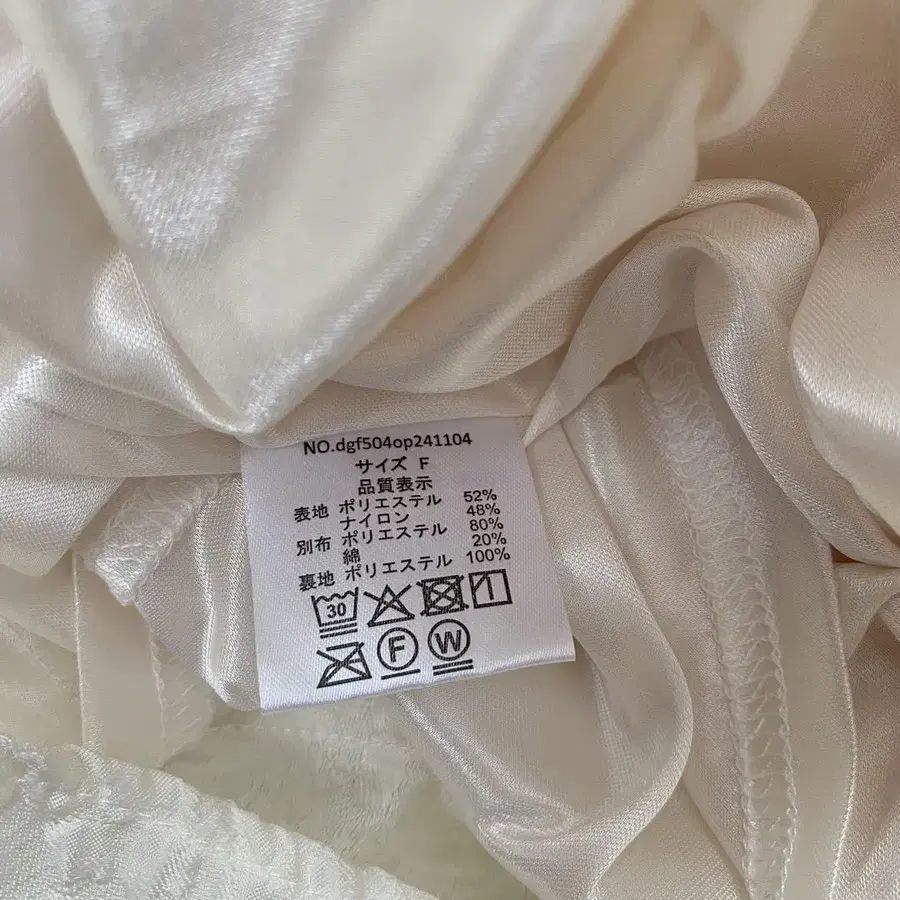 NO.dgf504op241104
サイズ F
品質表示
表地 ポリエステル 52%
ナイロン 48%
別布 ポリエステル 80%
綿 20%
裏地 ポリエステル 100%
30
F W